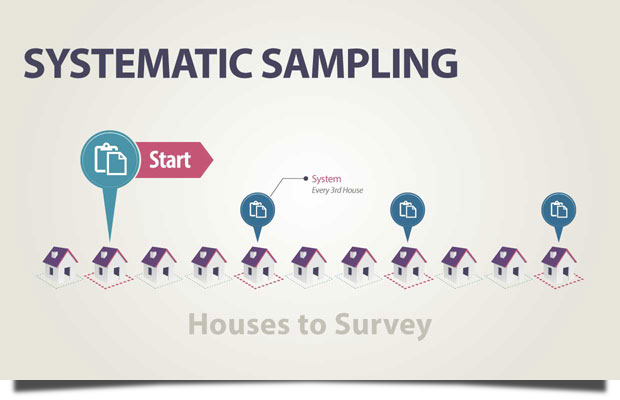 SYSTEMATIC SAMPLING
Start
System
Every 3rd House
Houses to Survey